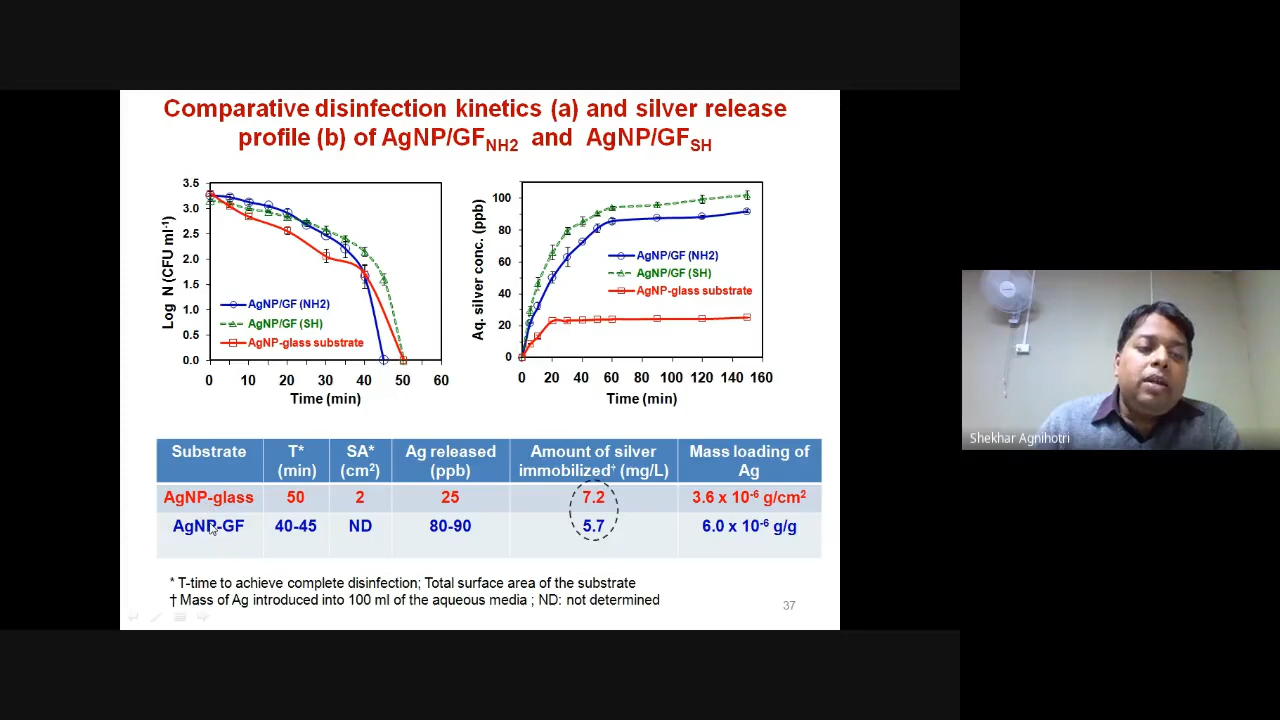 Comparative disinfection kinetics (a) and silver release
profile (b) of AgNP/GFNH2 and AgNP/GFSH
3.5
3.0
2.5
2.0
1.5
1.0
0.5
0.0
Log N (CFU ml-1)
AgNP/GF (NH2)
AgNP/GF (SH)
AgNP-glass substrate
0 10 20 30 40 50 60
Time (min)
100
80
60
40
20
0
Aq. silver conc. (ppb)
AgNP/GF (NH2)
AgNP/GF (SH)
AgNP-glass substrate
0 20 40 60 80 100 120 140 160
Time (min)
Substrate T* (min) SA* (cm2) Ag released (ppb) Amount of silver immobilized† (mg/L) Mass loading of Ag
AgNP-glass 50 2 25 7.2 3.6 x 10-6 g/cm2
AgNP-GF 40-45 ND 80-90 5.7 6.0 x 10-6 g/g
* T-time to achieve complete disinfection; Total surface area of the substrate
† Mass of Ag introduced into 100 ml of the aqueous media ; ND: not determined
37
Shekhar Agnihotri